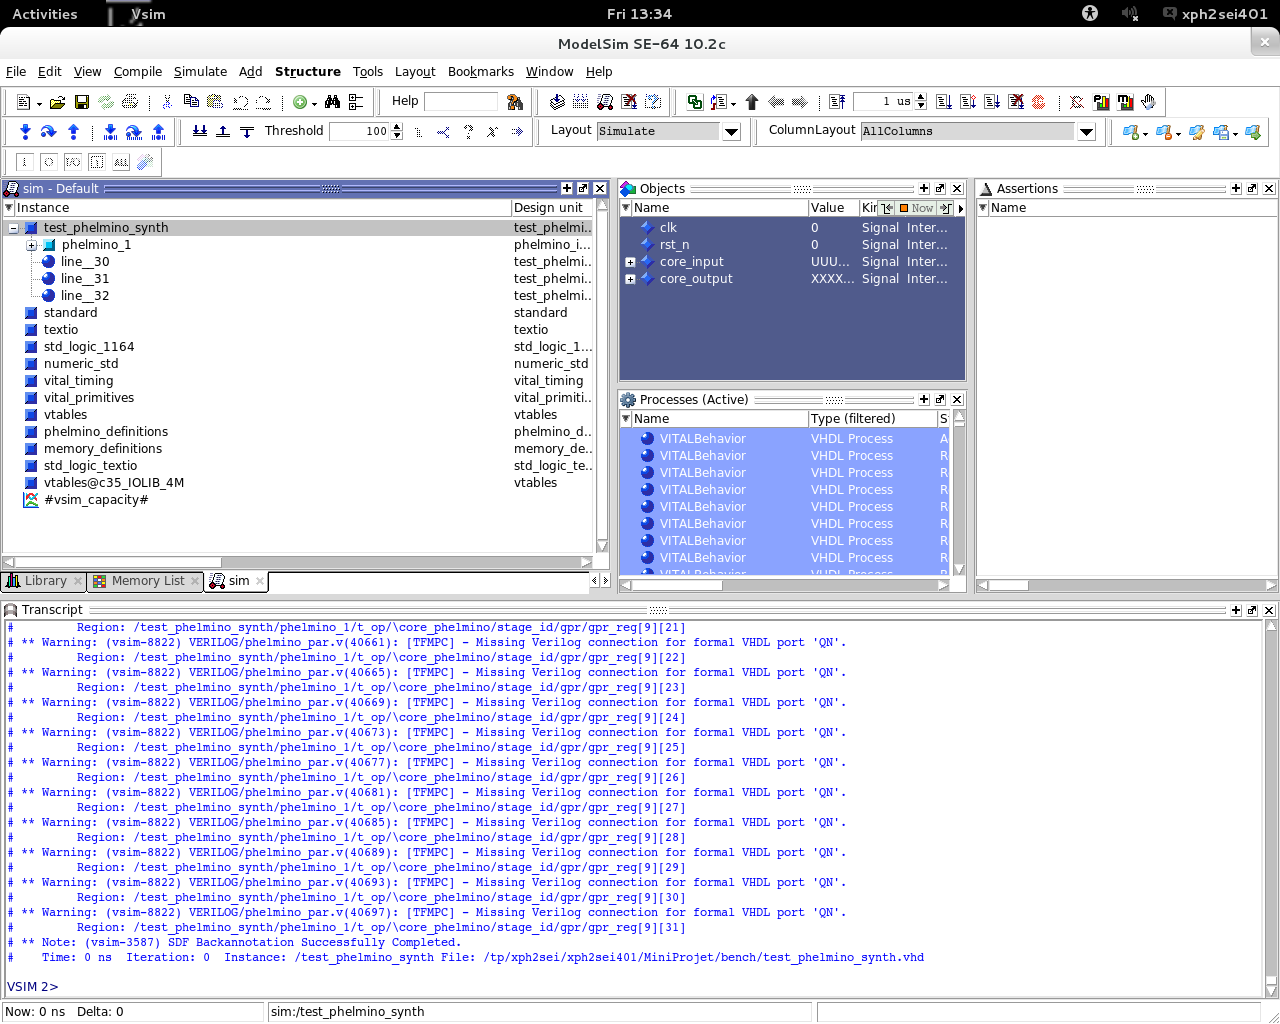 Activities Vsim Fri 13:34 xph2sei401
ModelSim SE-64 10.2c
File Edit View Compile Simulate Add Structure Tools Layout Bookmarks Window Help
Help 1 us
Threshold 100 Layout Simulate ColumnLayout AllColumns
sim - Default
Instance Design unit
test_phelmino_synth test_phelmi...
phelmino_1 phelmino_i...
line__30 test_phelmi...
line__31 test_phelmi...
line__32 test_phelmi...
standard standard
textio textio
std_logic_1164 std_logic_1...
numeric_std numeric_std
vital_timing vital_timing
vital_primitives vital_primiti...
vtables vtables
phelmino_definitions phelmino_d...
memory_definitions memory_de...
std_logic_textio std_logic_te...
vtables@c35_IOLIB_4M vtables
#vsim_capacity#
Library Memory List sim
Objects
Name Value Kin Now
clk 0 Signal Inter...
rst_n 0 Signal Inter...
core_input UUU... Signal Inter...
core_output XXXX... Signal Inter...
Processes (Active)
Name Type (filtered) S
VITALBehavior VHDL Process A
VITALBehavior VHDL Process R
VITALBehavior VHDL Process R
VITALBehavior VHDL Process R
VITALBehavior VHDL Process R
VITALBehavior VHDL Process R
VITALBehavior VHDL Process R
VITALBehavior VHDL Process R
VITALBehavior VHDL Process R
Assertions
Name
Transcript
# Region: /test_phelmino_synth/phelmino_1/t_op/\core_phelmino/stage_id/gpr/gpr_reg[9][21]
# ** Warning: (vsim-8822) VERILOG/phelmino_par.v(40661): [TFMPC] - Missing Verilog connection for formal VHDL port 'QN'.
# Region: /test_phelmino_synth/phelmino_1/t_op/\core_phelmino/stage_id/gpr/gpr_reg[9][22]
# ** Warning: (vsim-8822) VERILOG/phelmino_par.v(40665): [TFMPC] - Missing Verilog connection for formal VHDL port 'QN'.
# Region: /test_phelmino_synth/phelmino_1/t_op/\core_phelmino/stage_id/gpr/gpr_reg[9][23]
# ** Warning: (vsim-8822) VERILOG/phelmino_par.v(40669): [TFMPC] - Missing Verilog connection for formal VHDL port 'QN'.
# Region: /test_phelmino_synth/phelmino_1/t_op/\core_phelmino/stage_id/gpr/gpr_reg[9][24]
# ** Warning: (vsim-8822) VERILOG/phelmino_par.v(40673): [TFMPC] - Missing Verilog connection for formal VHDL port 'QN'.
# Region: /test_phelmino_synth/phelmino_1/t_op/\core_phelmino/stage_id/gpr/gpr_reg[9][25]
# ** Warning: (vsim-8822) VERILOG/phelmino_par.v(40677): [TFMPC] - Missing Verilog connection for formal VHDL port 'QN'.
# Region: /test_phelmino_synth/phelmino_1/t_op/\core_phelmino/stage_id/gpr/gpr_reg[9][26]
# ** Warning: (vsim-8822) VERILOG/phelmino_par.v(40681): [TFMPC] - Missing Verilog connection for formal VHDL port 'QN'.
# Region: /test_phelmino_synth/phelmino_1/t_op/\core_phelmino/stage_id/gpr/gpr_reg[9][27]
# ** Warning: (vsim-8822) VERILOG/phelmino_par.v(40685): [TFMPC] - Missing Verilog connection for formal VHDL port 'QN'.
# Region: /test_phelmino_synth/phelmino_1/t_op/\core_phelmino/stage_id/gpr/gpr_reg[9][28]
# ** Warning: (vsim-8822) VERILOG/phelmino_par.v(40689): [TFMPC] - Missing Verilog connection for formal VHDL port 'QN'.
# Region: /test_phelmino_synth/phelmino_1/t_op/\core_phelmino/stage_id/gpr/gpr_reg[9][29]
# ** Warning: (vsim-8822) VERILOG/phelmino_par.v(40693): [TFMPC] - Missing Verilog connection for formal VHDL port 'QN'.
# Region: /test_phelmino_synth/phelmino_1/t_op/\core_phelmino/stage_id/gpr/gpr_reg[9][30]
# ** Warning: (vsim-8822) VERILOG/phelmino_par.v(40697): [TFMPC] - Missing Verilog connection for formal VHDL port 'QN'.
# Region: /test_phelmino_synth/phelmino_1/t_op/\core_phelmino/stage_id/gpr/gpr_reg[9][31]
# ** Note: (vsim-3587) SDF Backannotation Successfully Completed.
# Time: 0 ns Iteration: 0 Instance: /test_phelmino_synth File: /tp/xph2sei/xph2sei401/MiniProjet/bench/test_phelmino_synth.vhd
VSIM 2>
Now: 0 ns Delta: 0 sim:/test_phelmino_synth